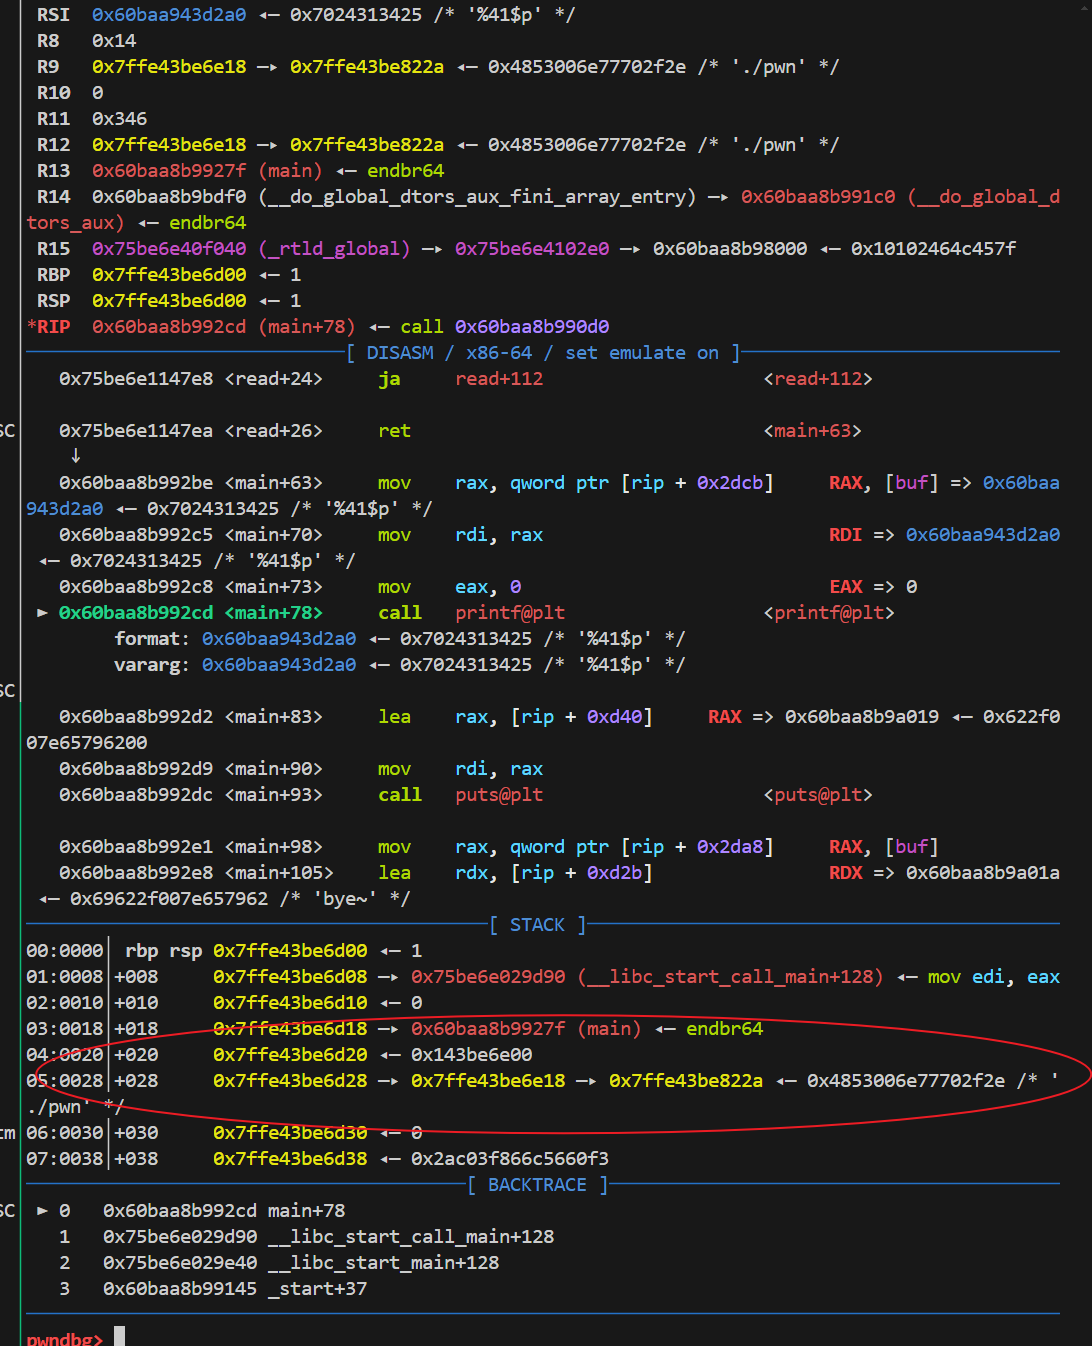 RSI  0x60baa943d2a0 ◂— 0x7024313425 /* '%41$p' */
R8   0x14
R9   0x7ffe43be6e18 —▸ 0x7ffe43be822a ◂— 0x4853006e77702f2e /* './pwn' */
R10  0
R11  0x346
R12  0x7ffe43be6e18 —▸ 0x7ffe43be822a ◂— 0x4853006e77702f2e /* './pwn' */
R13  0x60baa8b9927f (main) ◂— endbr64
R14  0x60baa8b9bdf0 (__do_global_dtors_aux_fini_array_entry) —▸ 0x60baa8b991c0 (__do_global_d
tors_aux) ◂— endbr64
R15  0x75be6e40f040 (_rtld_global) —▸ 0x75be6e4102e0 —▸ 0x60baa8b98000 ◂— 0x10102464c457f
RBP  0x7ffe43be6d00 ◂— 1
RSP  0x7ffe43be6d00 ◂— 1
*RIP  0x60baa8b992cd (main+78) ◂— call 0x60baa8b990d0
[ DISASM / x86-64 / set emulate on ]
0x75be6e1147e8 <read+24>     ja     read+112                    <read+112>
SC
0x75be6e1147ea <read+26>     ret                                <main+63>
↓
0x60baa8b992be <main+63>     mov    rax, qword ptr [rip + 0x2dcb]     RAX, [buf] => 0x60baa
943d2a0 ◂— 0x7024313425 /* '%41$p' */
0x60baa8b992c5 <main+70>     mov    rdi, rax                          RDI => 0x60baa943d2a0
◂— 0x7024313425 /* '%41$p' */
0x60baa8b992c8 <main+73>     mov    eax, 0                            EAX => 0
► 0x60baa8b992cd <main+78>     call   printf@plt                  <printf@plt>
format: 0x60baa943d2a0 ◂— 0x7024313425 /* '%41$p' */
vararg: 0x60baa943d2a0 ◂— 0x7024313425 /* '%41$p' */
SC
0x60baa8b992d2 <main+83>     lea    rax, [rip + 0xd40]     RAX => 0x60baa8b9a019 ◂— 0x622f0
07e65796200
0x60baa8b992d9 <main+90>     mov    rdi, rax
0x60baa8b992dc <main+93>     call   puts@plt                    <puts@plt>
0x60baa8b992e1 <main+98>     mov    rax, qword ptr [rip + 0x2da8]     RAX, [buf]
0x60baa8b992e8 <main+105>    lea    rdx, [rip + 0xd2b]                RDX => 0x60baa8b9a01a
◂— 0x69622f007e657962 /* 'bye~' */
[ STACK ]
00:0000│ rbp rsp 0x7ffe43be6d00 ◂— 1
01:0008│+008     0x7ffe43be6d08 —▸ 0x75be6e029d90 (__libc_start_call_main+128) ◂— mov edi, eax
02:0010│+010     0x7ffe43be6d10 ◂— 0
03:0018│+018     0x7ffe43be6d18 —▸ 0x60baa8b9927f (main) ◂— endbr64
04:0020│+020     0x7ffe43be6d20 ◂— 0x143be6e00
05:0028│+028     0x7ffe43be6d28 —▸ 0x7ffe43be6e18 —▸ 0x7ffe43be822a ◂— 0x4853006e77702f2e /* '
./pwn' */
tm
06:0030│+030     0x7ffe43be6d30 ◂— 0
07:0038│+038     0x7ffe43be6d38 ◂— 0x2ac03f866c5660f3
[ BACKTRACE ]
SC
► 0   0x60baa8b992cd main+78
1   0x75be6e029d90 __libc_start_call_main+128
2   0x75be6e029e40 __libc_start_main+128
3   0x60baa8b99145 _start+37
pwndbg>